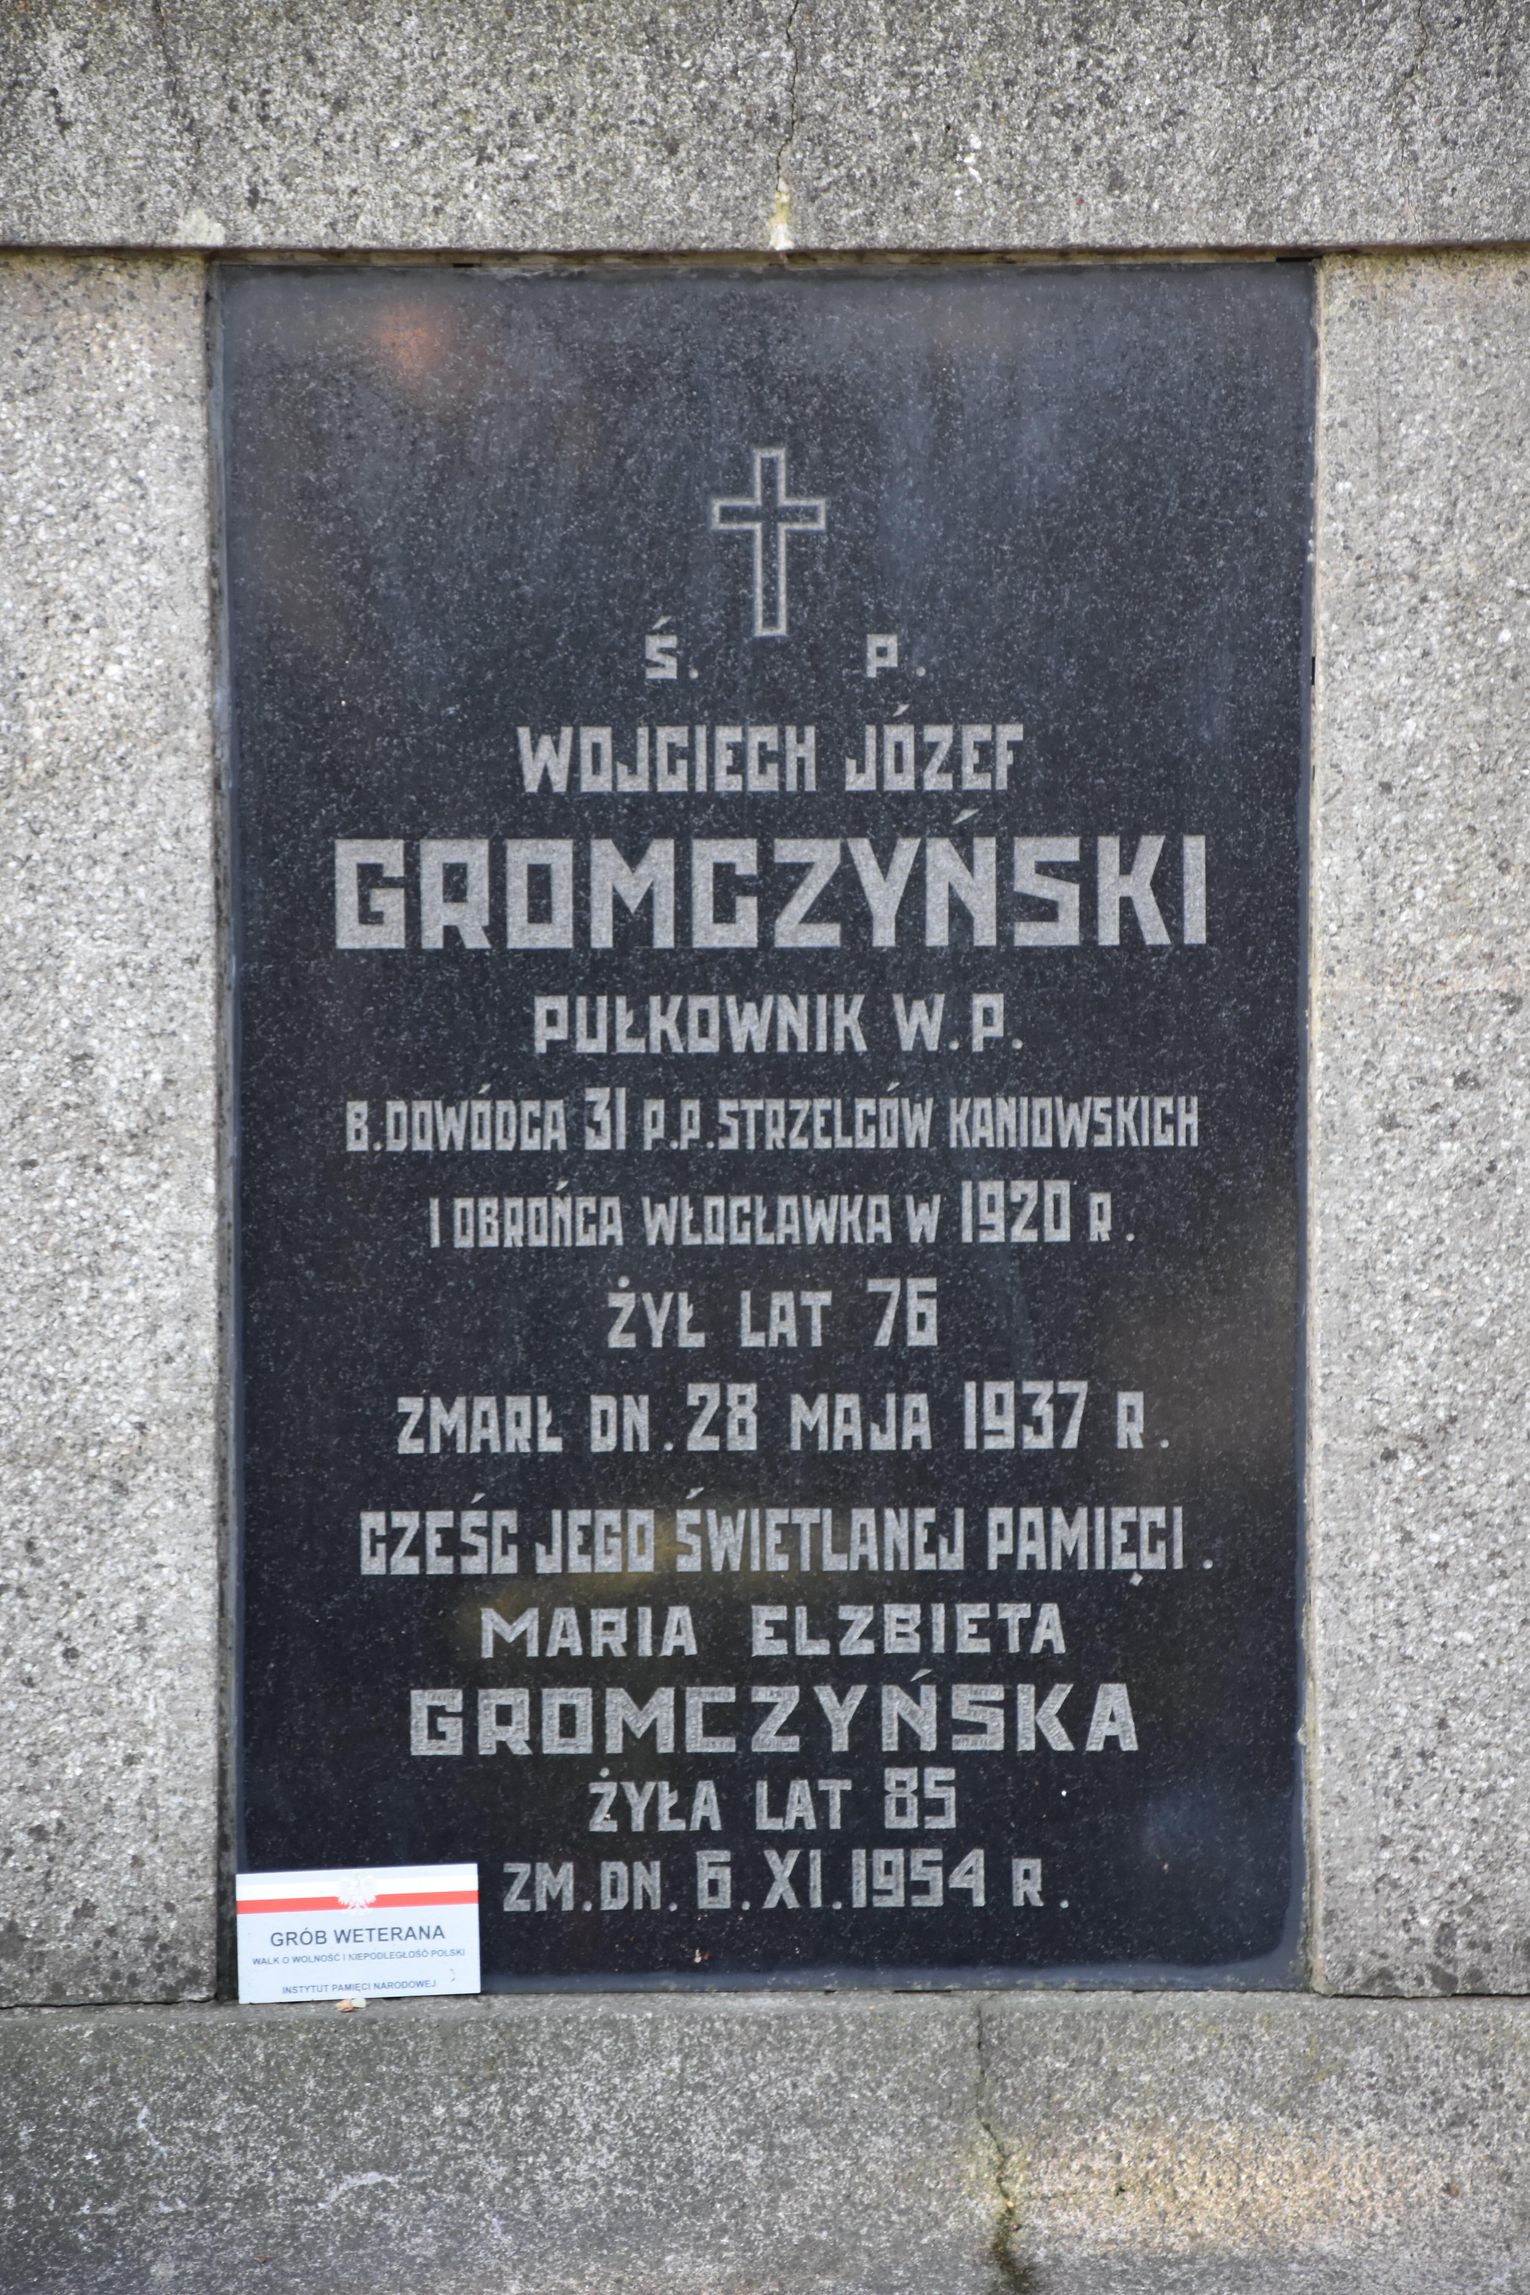 Ś. P.
WOJCIECH JÓZEF
GROMCZYŃSKI
PUŁKOWNIK W.P.
B.DOWÓDCA 31 P.P.STRZELCÓW KANIOWSKICH
I OBROŃCA WŁOCŁAWKA W 1920 R.
ŻYŁ LAT 76
ZMARŁ DN.28 MAJA 1937 R.
CZEŚC JEGO ŚWIETLANEJ PAMIĘCI.
MARIA ELZBIETA
GROMCZYŃSKA
ŻYŁA LAT 85
ZM.DN.6.XI.1954 R.
GRÓB WETERANA
WALK O WOLNOŚĆ I NIEPODLEGŁOŚĆ POLSKI
INSTYTUT PAMIĘCI NARODOWEJ